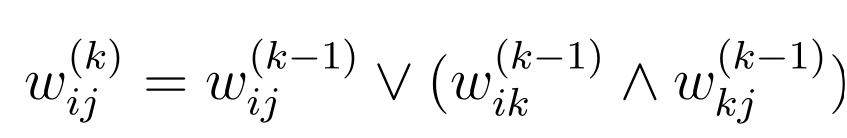 $w_{ij}^{(k)} = w_{ij}^{(k-1)} \vee (w_{ik}^{(k-1)} \wedge w_{kj}^{(k-1)})$